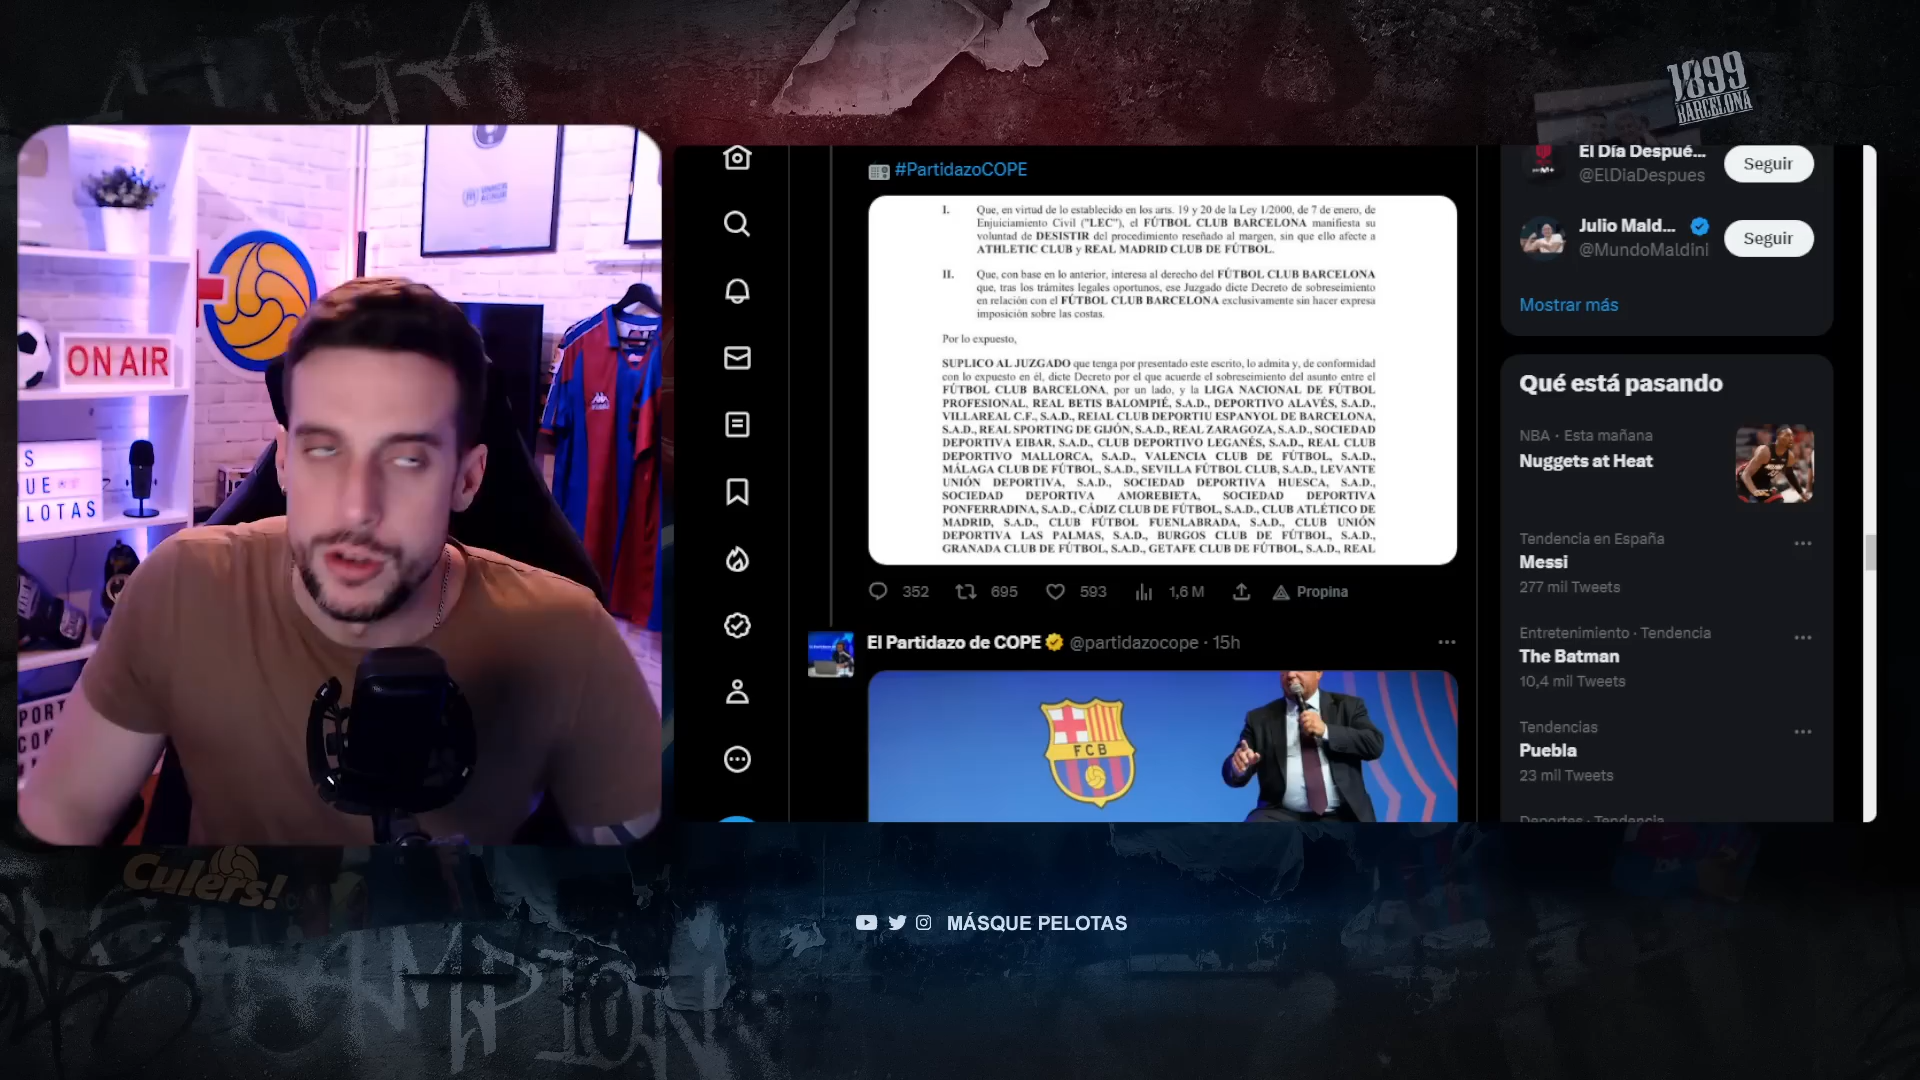 1899
BARCELONA
ON AIR
S
UE
LOTAS
PORT
CON
Kappa
#PartidazoCOPE
I. Que, en virtud de lo establecido en los arts. 19 y 20 de la Ley 1/2000, de 7 de enero, de
Enjuiciamiento Civil ("LEC"), el FÚTBOL CLUB BARCELONA manifiesta su
voluntad de DESISTIR del procedimiento reseñado al margen, sin que ello afecte a
ATHLETIC CLUB y REAL MADRID CLUB DE FÚTBOL.
II. Que, con base en lo anterior, interesa al derecho del FÚTBOL CLUB BARCELONA
que, tras los trámites legales oportunos, ese Juzgado dicte Decreto de sobreseimiento
en relación con el FÚTBOL CLUB BARCELONA exclusivamente sin hacer expresa
imposición sobre las costas.
Por lo expuesto,
SUPLICO AL JUZGADO que tenga por presentado este escrito, lo admita y, de conformidad
con lo expuesto en él, dicte Decreto por el que acuerde el sobreseimiento del asunto entre el
FÚTBOL CLUB BARCELONA, por un lado, y la LIGA NACIONAL DE FÚTBOL
PROFESIONAL, REAL BETIS BALOMPIÉ, S.A.D., DEPORTIVO ALAVÉS, S.A.D.,
VILLAREAL C.F., S.A.D., REIAL CLUB DEPORTIU ESPANYOL DE BARCELONA,
S.A.D., REAL SPORTING DE GIJÓN, S.A.D., REAL ZARAGOZA, S.A.D., SOCIEDAD
DEPORTIVA EIBAR, S.A.D., CLUB DEPORTIVO LEGANÉS, S.A.D., REAL CLUB
DEPORTIVO MALLORCA, S.A.D., VALENCIA CLUB DE FÚTBOL, S.A.D.,
MÁLAGA CLUB DE FÚTBOL, S.A.D., SEVILLA FÚTBOL CLUB, S.A.D., LEVANTE
UNIÓN DEPORTIVA, S.A.D., SOCIEDAD DEPORTIVA HUESCA, S.A.D.,
SOCIEDAD DEPORTIVA AMOREBIETA, SOCIEDAD DEPORTIVA
PONFERRADINA, S.A.D., CÁDIZ CLUB DE FÚTBOL, S.A.D., CLUB ATLÉTICO DE
MADRID, S.A.D., CLUB FÚTBOL FUENLABRADA, S.A.D., CLUB UNIÓN
DEPORTIVA LAS PALMAS, S.A.D., BURGOS CLUB DE FÚTBOL, S.A.D.,
GRANADA CLUB DE FÚTBOL, S.A.D., GETAFE CLUB DE FÚTBOL, S.A.D., REAL
352 695 593 1,6 M Propina
El Partidazo de COPE @partidazocope · 15h
FCB
El Día Despué...
@ElDiaDespues
Seguir
Julio Mald...
@MundoMaldini
Seguir
Mostrar más
Qué está pasando
NBA · Esta mañana
Nuggets at Heat
Tendencia en España
Messi
277 mil Tweets
Entretenimiento · Tendencia
The Batman
10,4 mil Tweets
Tendencias
Puebla
23 mil Tweets
Deportes · Tendencia
Culers!
MÁSQUE PELOTAS